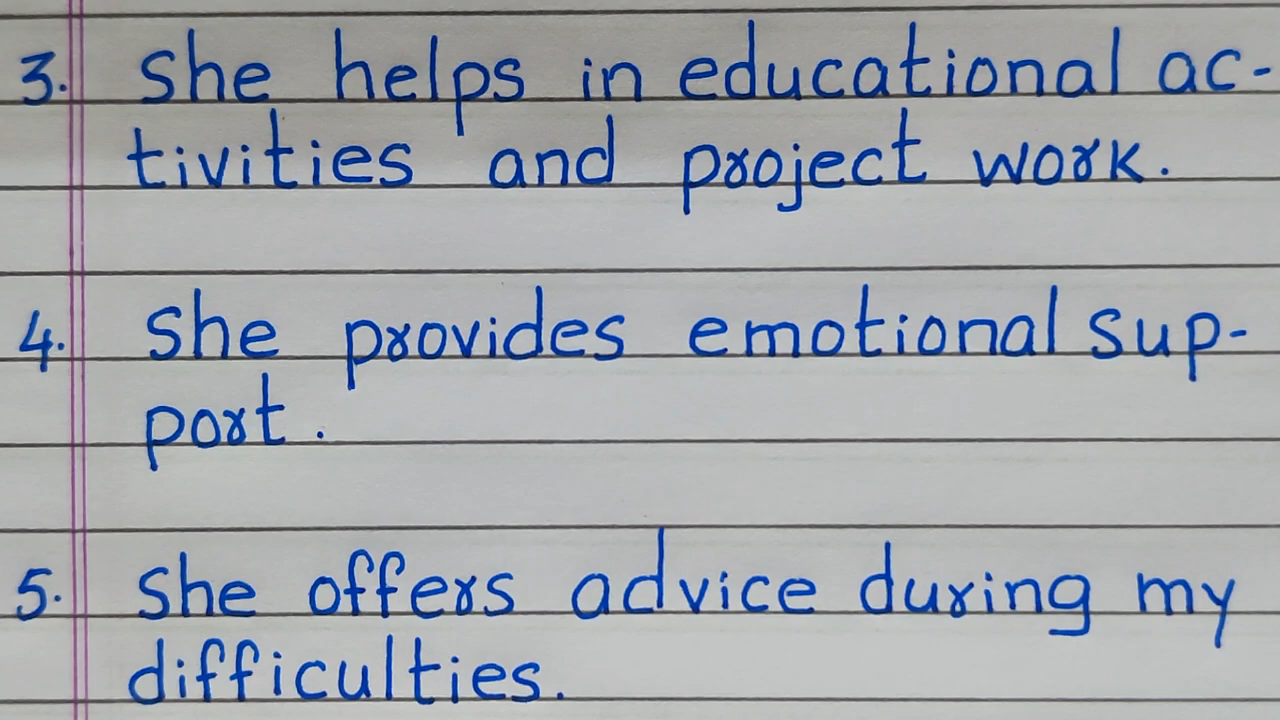 3. She helps in educational ac-
tivities and project work.
4. She provides emotional sup-
port.
5. She offers advice during my
difficulties.